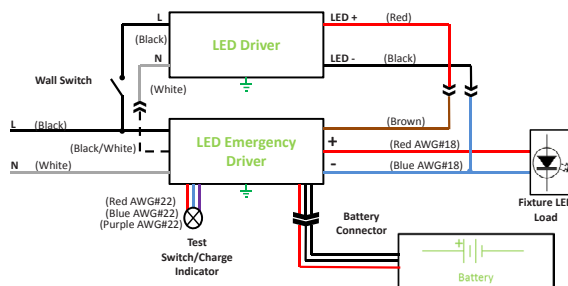 L
(Black)
LED Driver
LED +
(Red)
N
LED -
(Black)
Wall Switch
(White)
L
(Black)
(Brown)
(Black/White)
LED Emergency
Driver
+
(Red AWG#18)
N
(White)
-
(Blue AWG#18)
Fixture LED
Load
(Red AWG#22)
(Blue AWG#22)
(Purple AWG#22)
Battery
Connector
Test
Switch/Charge
Indicator
+
Battery